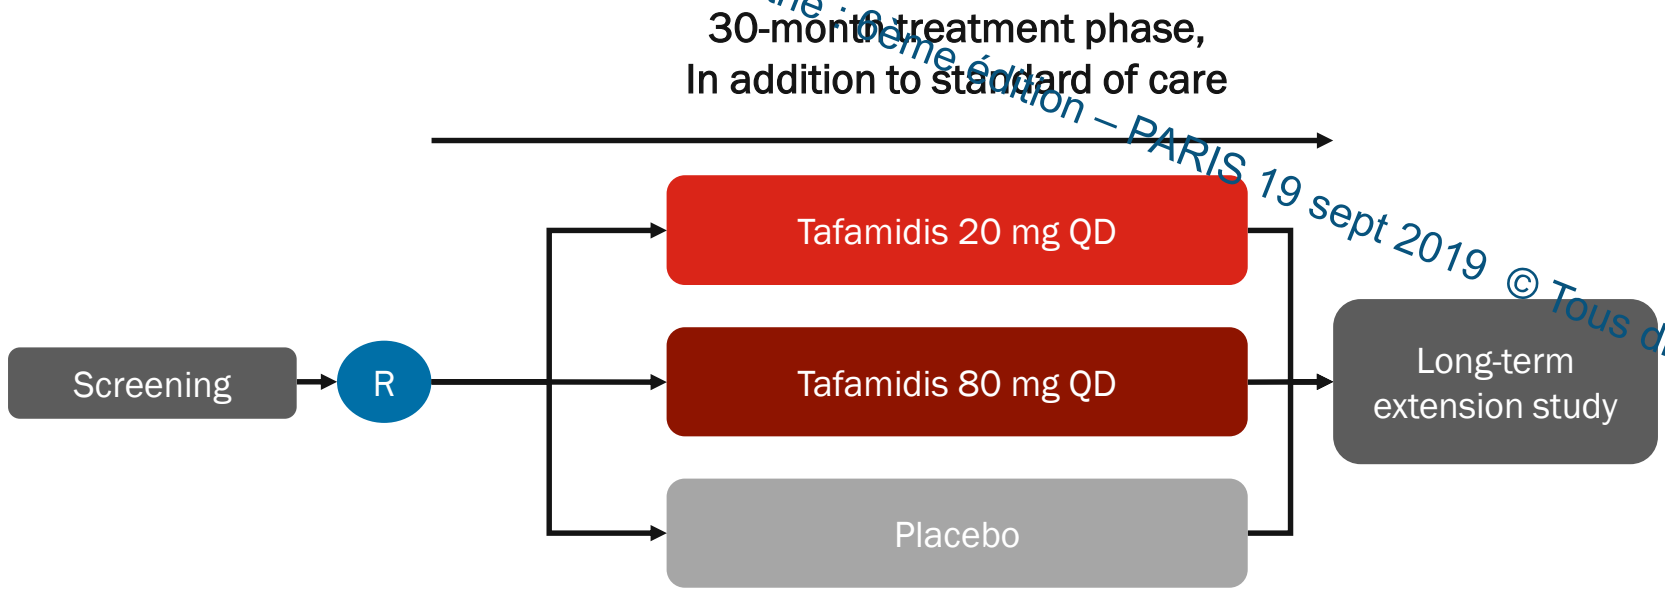 30-month treatment phase,
In addition to standard of care
: 6ème édition – PARIS 19 sept 2019 © Tous
Tafamidis 20 mg QD
Screening
R
Tafamidis 80 mg QD
Long-term
extension study
Placebo